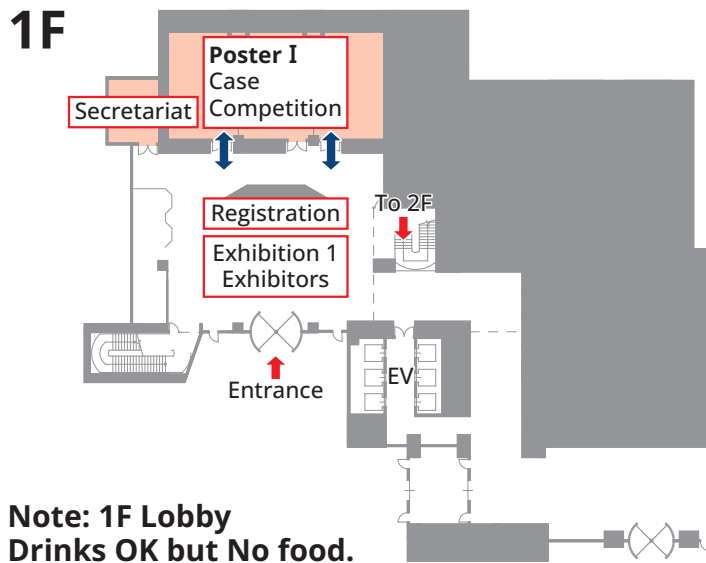 1F
Poster I
Case
Competition
Secretariat
To 2F
Registration
Exhibition 1
Exhibitors
EV
Entrance
Note: 1F Lobby
Drinks OK but No food.